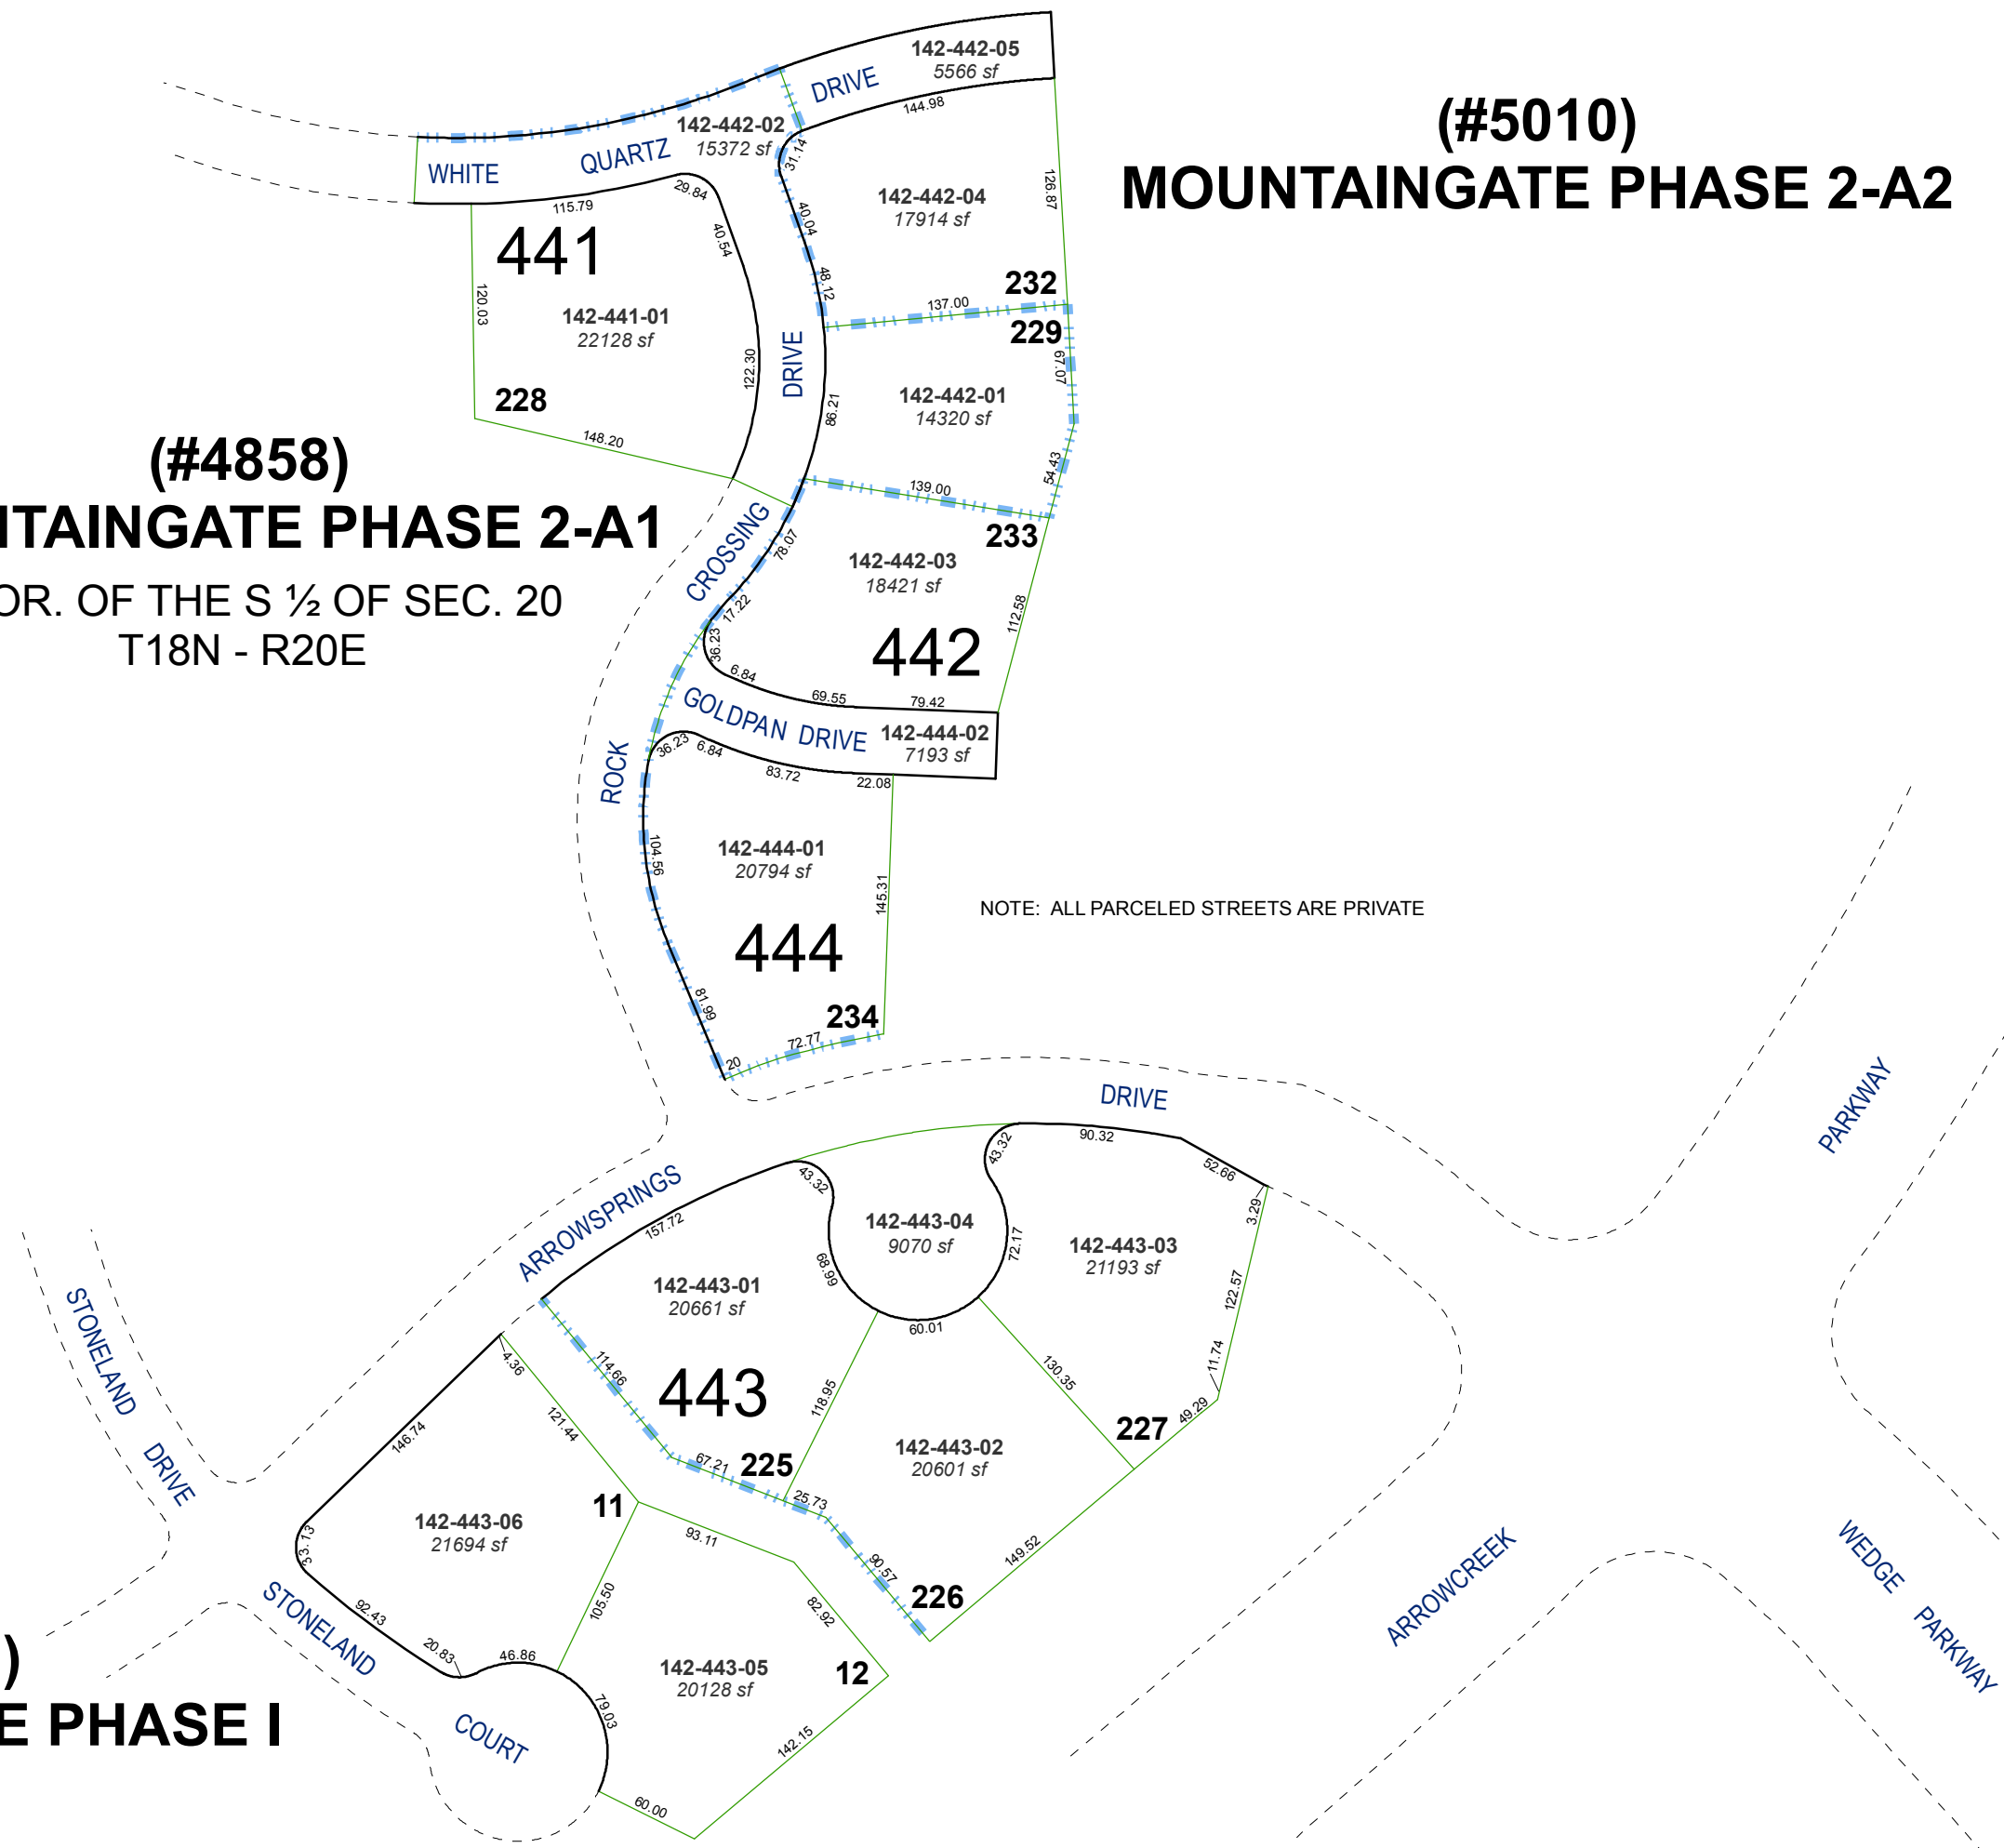 142-442-05
5566 sf
DRIVE
144.98
(#5010)
MOUNTAINGATE PHASE 2-A2
142-442-02
15372 sf
WHITE
QUARTZ
31.14
29.84
115.79
142-442-04
17914 sf
126.87
40.04
40.54
48.12
441
120.03
142-441-01
22128 sf
DRIVE
122.30
228
148.20
232
137.00
229
67.07
142-442-01
14320 sf
86.21
54.43
139.00
233
(#4858)
NTAINGATE PHASE 2-A1
OR. OF THE S ½ OF SEC. 20
T18N - R20E
CROSSING
78.07
142-442-03
18421 sf
17.22
112.58
36.23
442
6.84
69.55
79.42
GOLDPAN DRIVE
142-444-02
7193 sf
ROCK
36.23
6.84
83.72
22.08
142-444-01
20794 sf
104.56
145.31
444
81.99
234
72.77
20
NOTE: ALL PARCELED STREETS ARE PRIVATE
DRIVE
PARKWAY
ARROWSPRINGS
157.72
43.32
43.32
90.32
52.66
3.29
142-443-04
9070 sf
72.17
68.99
60.01
142-443-03
21193 sf
122.57
11.74
49.29
142-443-01
20661 sf
114.66
443
118.95
130.35
227
67.21
225
25.73
142-443-02
20601 sf
90.57
149.52
226
STONELAND
DRIVE
4.36
146.74
121.44
11
142-443-06
21694 sf
33.13
92.43
20.83
46.86
105.50
93.11
82.92
STONELAND
COURT
79.03
142-443-05
20128 sf
12
142.15
60.00
ARROWCREEK
WEDGE
PARKWAY
)
E PHASE I